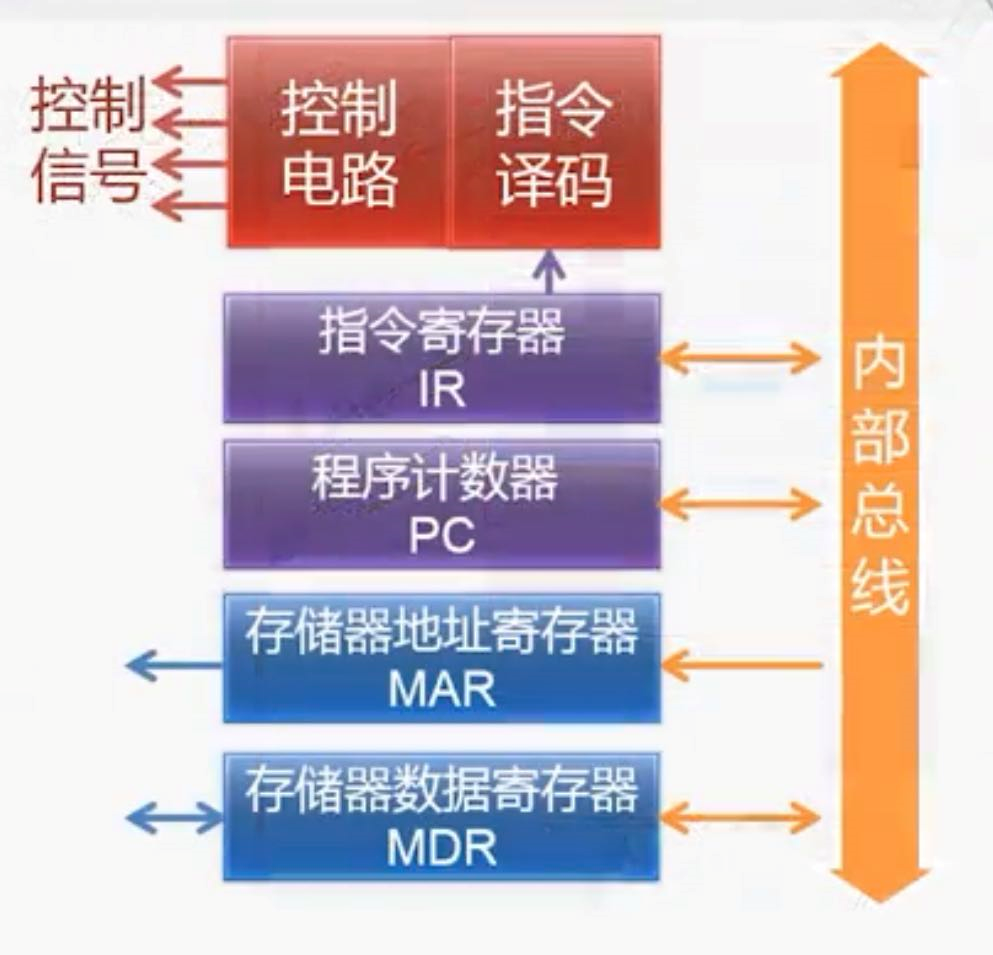 控制
信号
控制
电路
指令
译码
指令寄存器
IR
程序计数器
PC
存储器地址寄存器
MAR
存储器数据寄存器
MDR
内
部
总
线